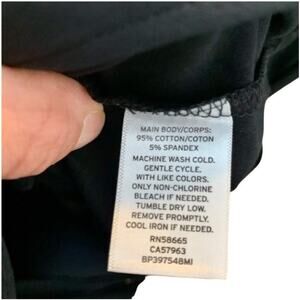 MAIN BODY/CORPS:
95% COTTON/COTON
5% SPANDEX
MACHINE WASH COLD.
GENTLE CYCLE.
WITH LIKE COLORS.
ONLY NON-CHLORINE
BLEACH IF NEEDED.
TUMBLE DRY LOW.
REMOVE PROMPTLY.
COOL IRON IF NEEDED.
RN58665
CA57963
BP39754BMI